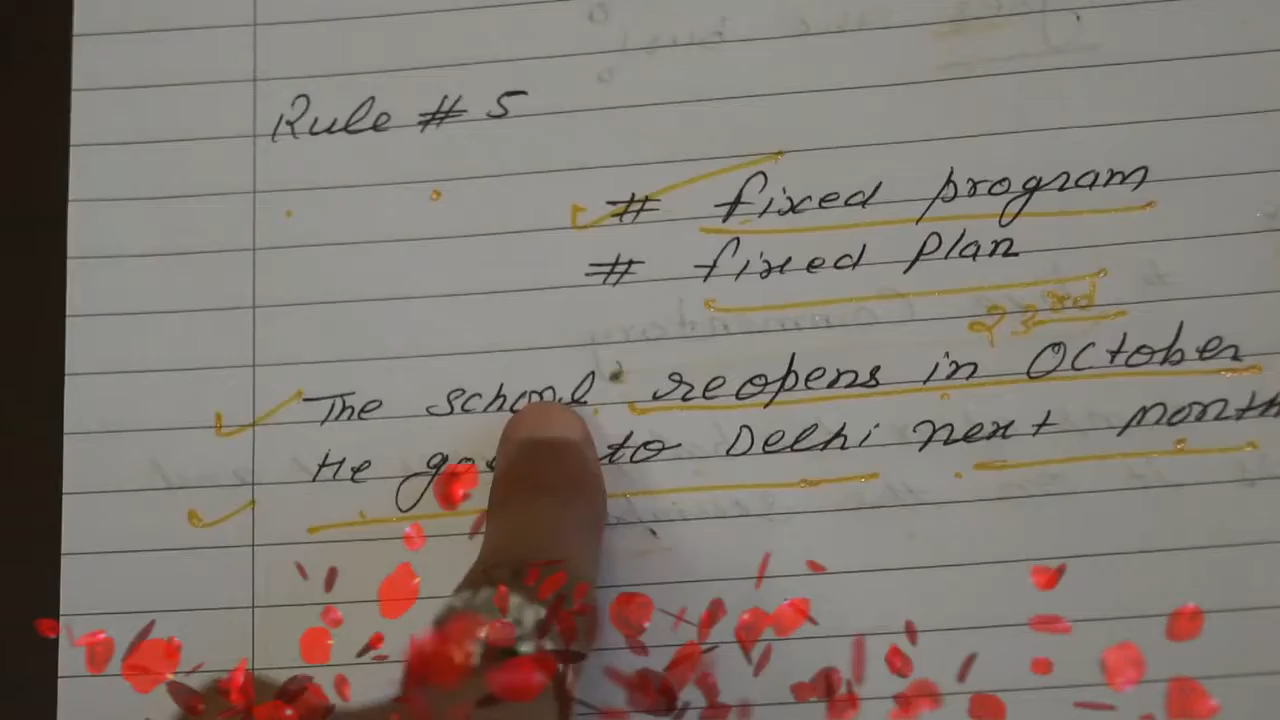 Rule # 5
# fixed program
# fixed plan
23rd
The school reopens in October
He to Delhi next month